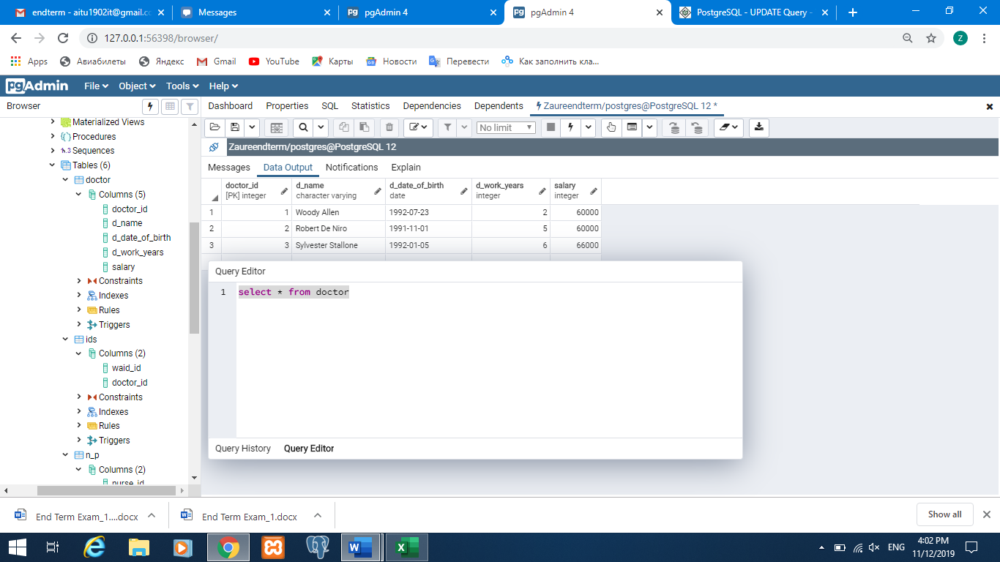 endterm - aitu1902it@gmail.cc
Messages
pgAdmin 4
pgAdmin 4
PostgreSQL - UPDATE Query -
127.0.0.1:56398/browser/
Z
Apps Авиабилеты Яндекс Gmail YouTube Карты Новости Перевести Как заполнить кла...
pgAdmin File Object Tools Help
Browser
Dashboard Properties SQL Statistics Dependencies Dependents Zaureendterm/postgres@PostgreSQL 12 *
Materialized Views
Procedures
1..3 Sequences
Tables (6)
doctor
Columns (5)
doctor_id
d_name
d_date_of_birth
d_work_years
salary
Constraints
Indexes
Rules
Triggers
ids
Columns (2)
waid_id
doctor_id
Constraints
Indexes
Rules
Triggers
n_p
Columns (2)
nurse_id
No limit
Zaureendterm/postgres@PostgreSQL 12
Messages Data Output Notifications Explain
doctor_id d_name d_date_of_birth d_work_years salary
[PK] integer character varying date integer integer
1 1 Woody Allen 1992-07-23 2 60000
2 2 Robert De Niro 1991-11-01 5 60000
3 3 Sylvester Stallone 1992-01-05 6 66000
Query Editor
1 select * from doctor
Query History Query Editor
End Term Exam_1....docx
End Term Exam_1.docx
Show all
ENG
4:02 PM
11/12/2019